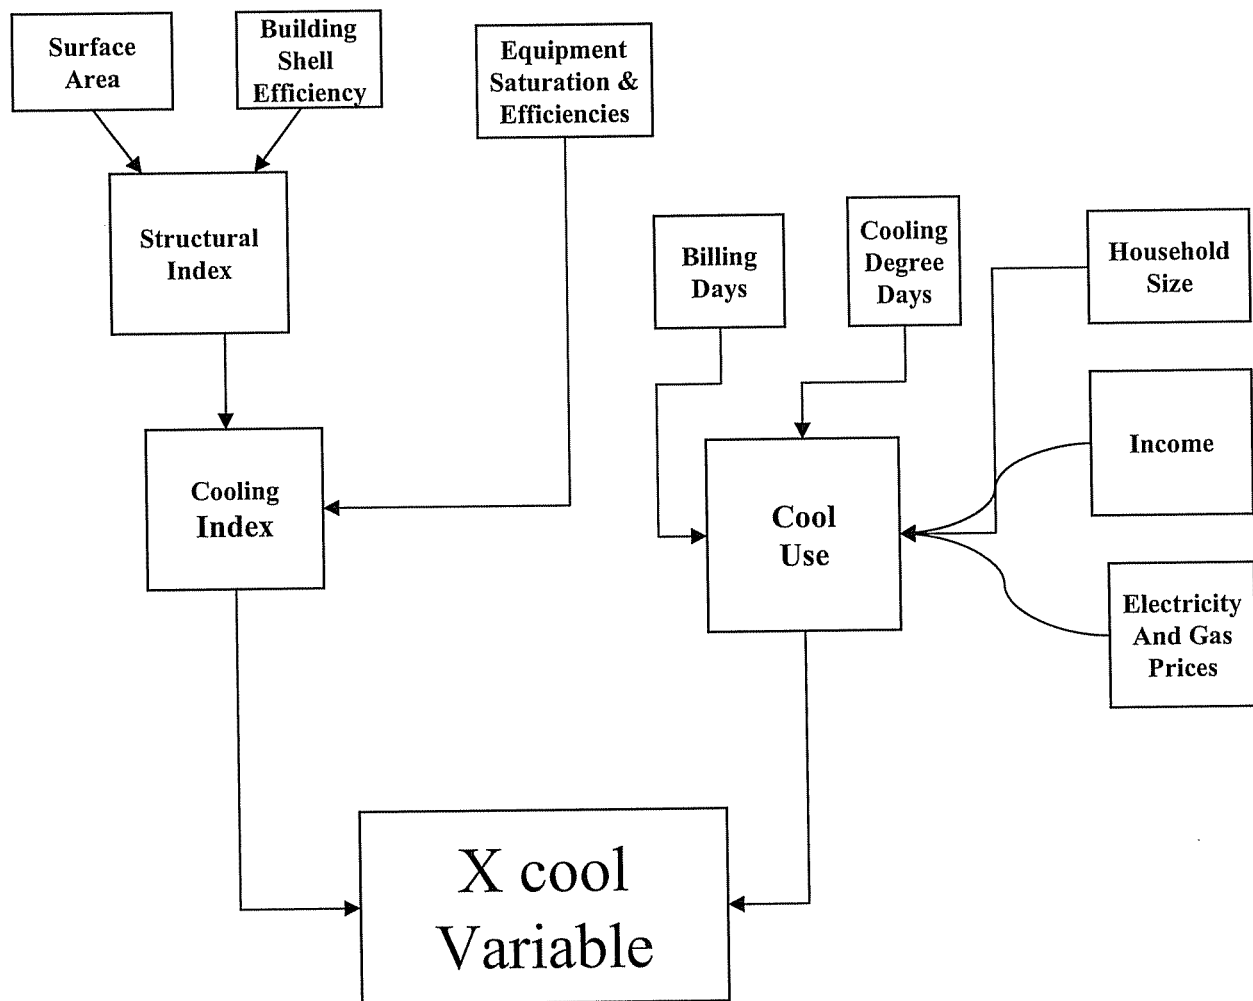 Surface
Area
Building
Shell
Efficiency
Equipment
Saturation &
Efficiencies
Structural
Index
Billing
Days
Cooling
Degree
Days
Household
Size
Income
Cooling
Index
Cool
Use
Electricity
And Gas
Prices
X cool
Variable